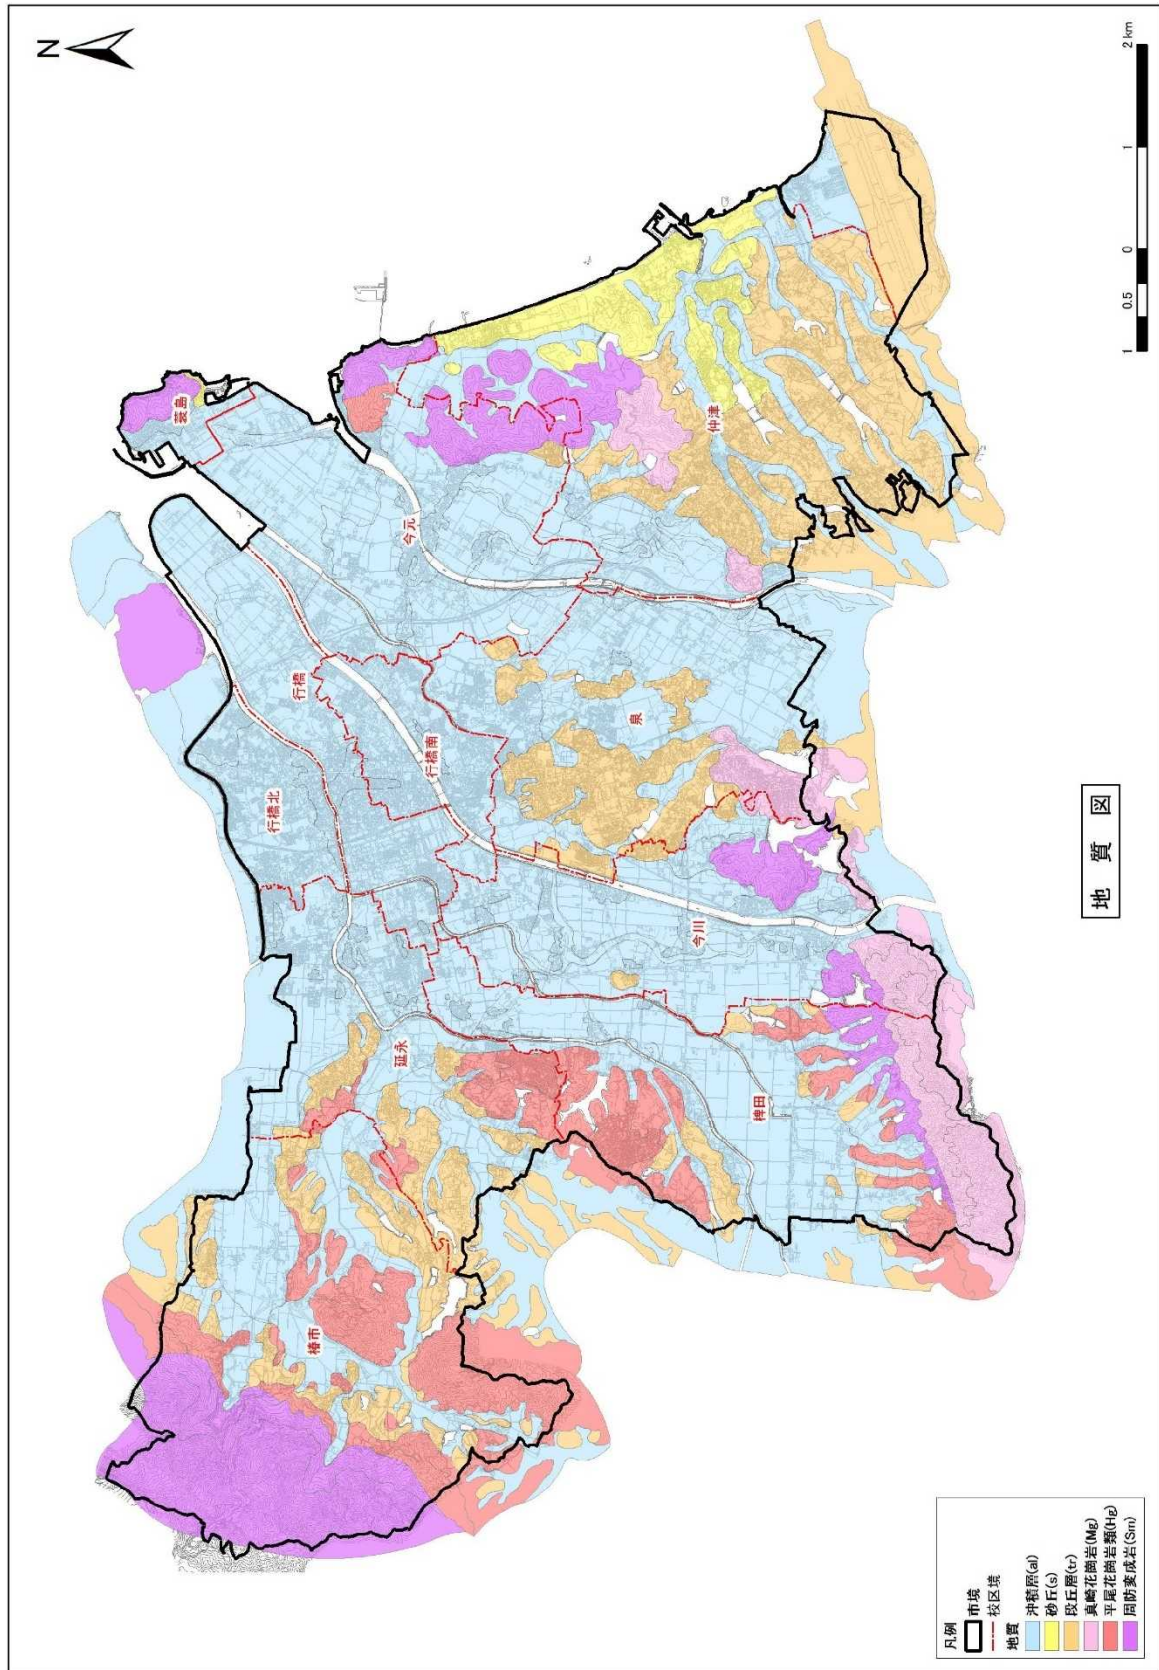 N
蓑島
今元
仲津
行橋
行橋南
行橋北
泉
今川
延永
稗田
椿市
地質図
凡例
市境
校区境
地質
沖積層(al)
砂丘(s)
段丘層(tr)
真崎花崗岩(Mg)
平尾花崗岩類(Hg)
周防変成岩(Sm)
1 0.5 0 1 2 km